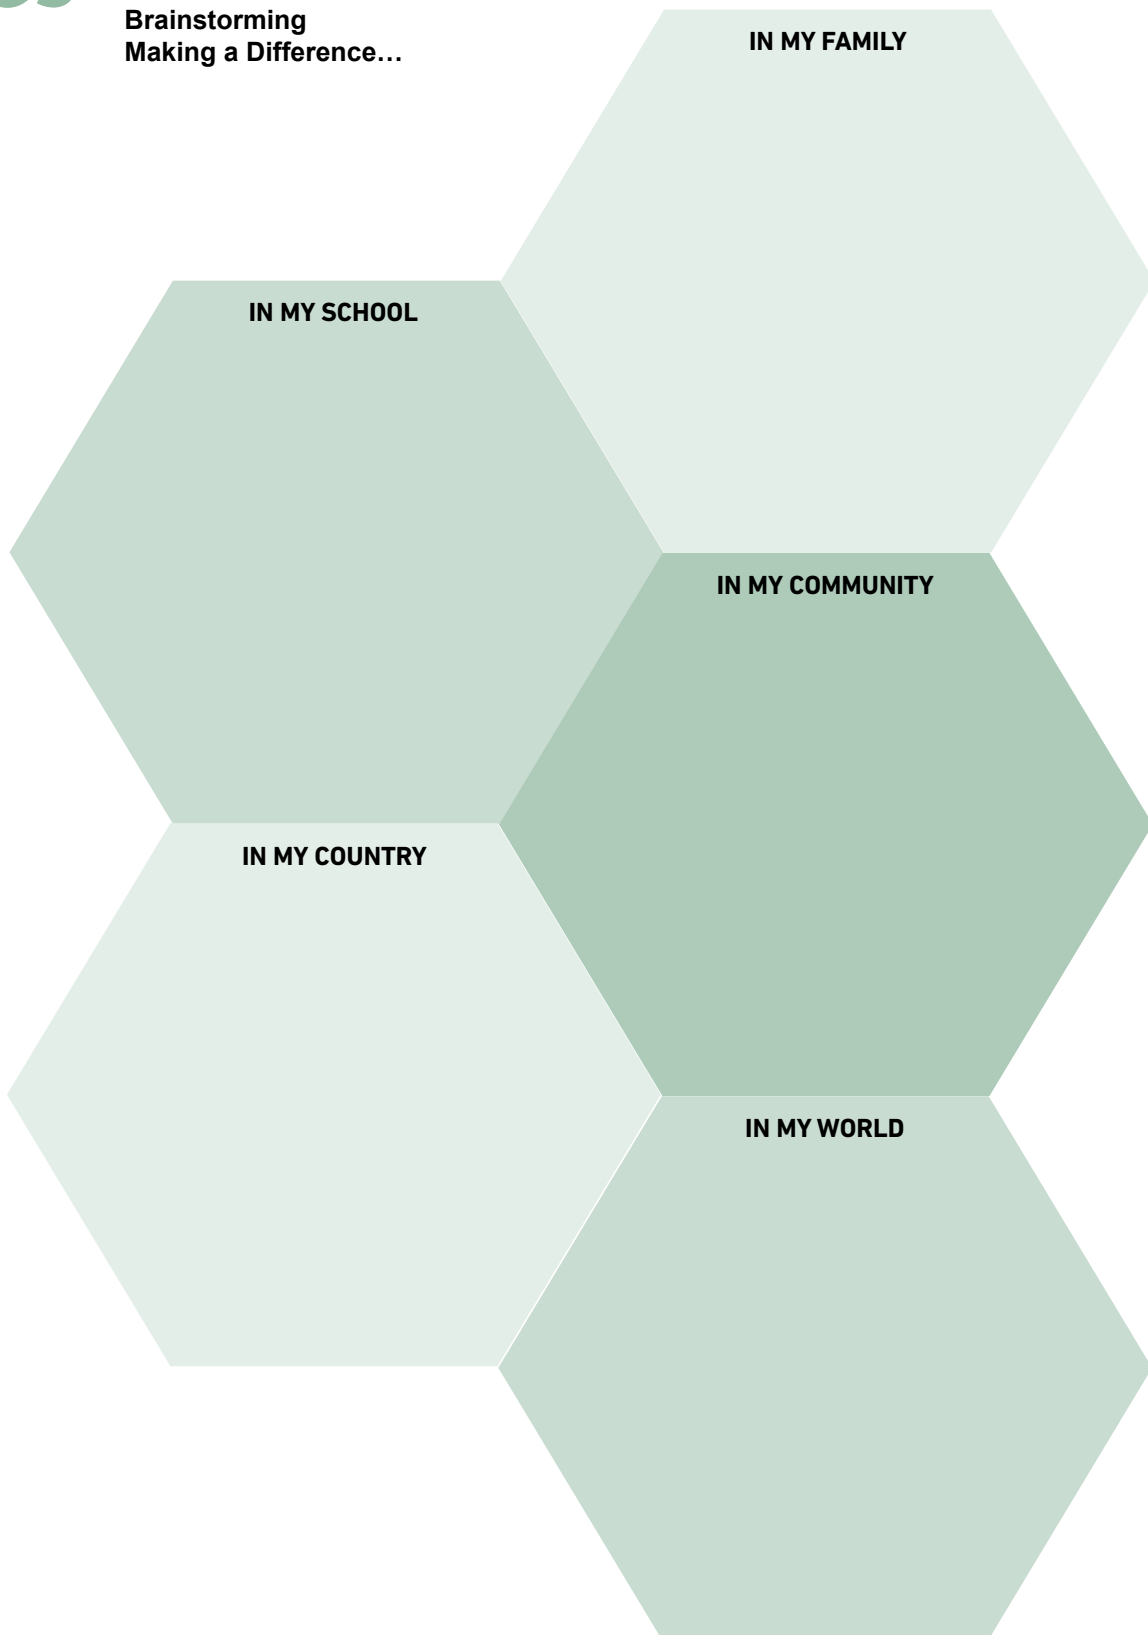 Brainstorming
Making a Difference…
IN MY FAMILY
IN MY SCHOOL
IN MY COMMUNITY
IN MY COUNTRY
IN MY WORLD